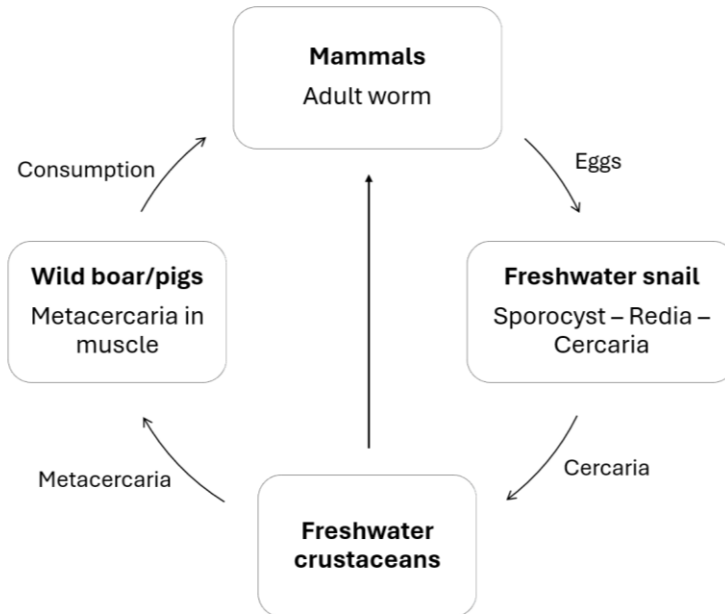 Mammals
Adult worm
Consumption
Eggs
Wild boar/pigs
Metacercaria in
muscle
Freshwater snail
Sporocyst – Redia –
Cercaria
Metacercaria
Cercaria
Freshwater
crustaceans